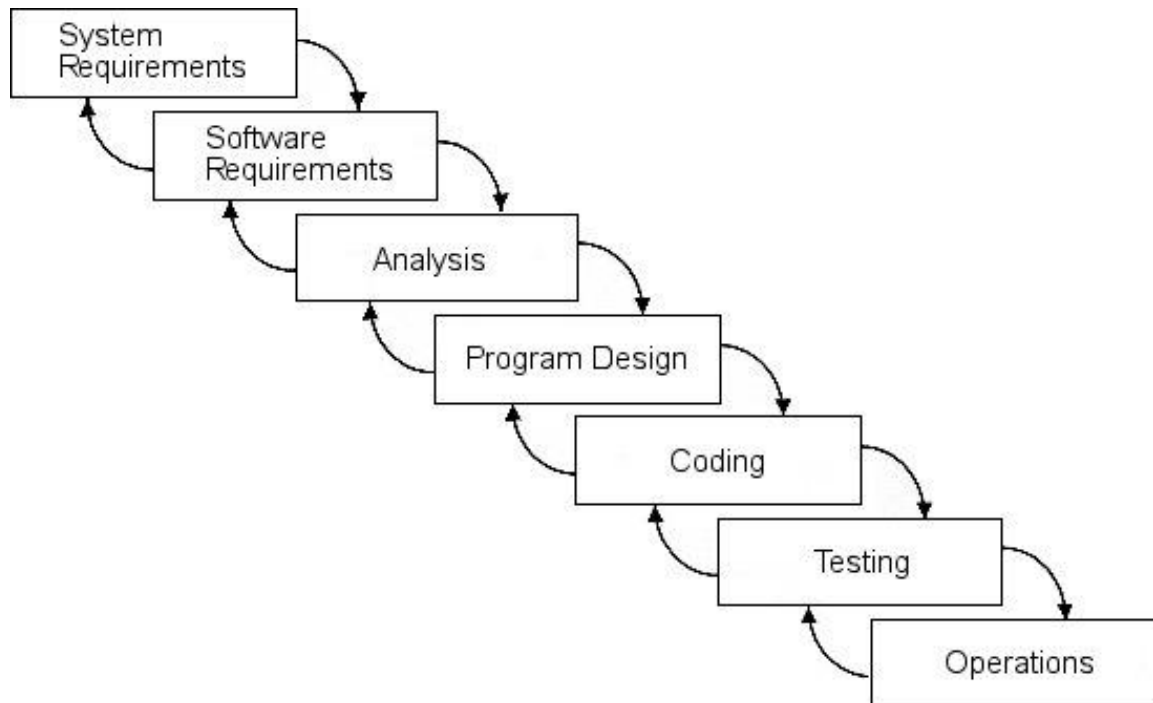 System
Requirements
Software
Requirements
Analysis
Program Design
Coding
Testing
Operations